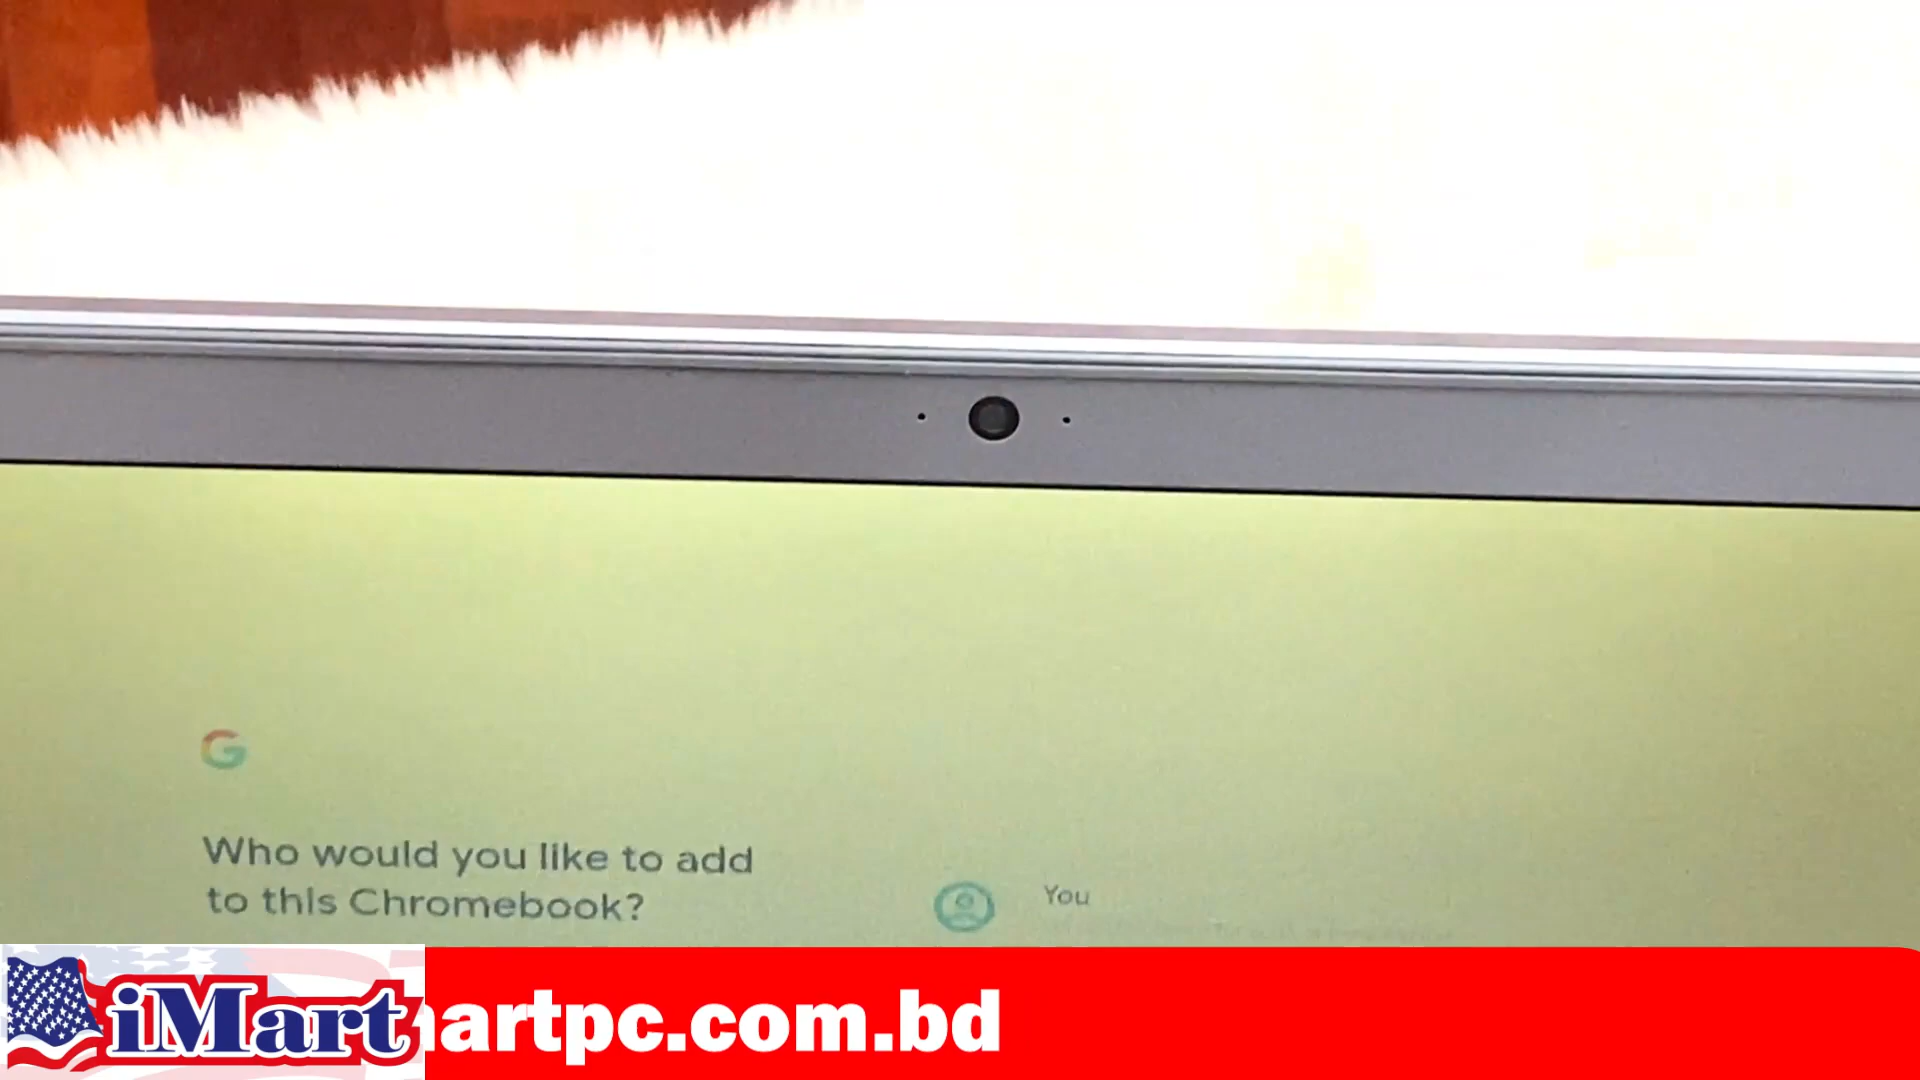 G
Who would you like to add
to this Chromebook?
You
iMart
artpc.com.bd